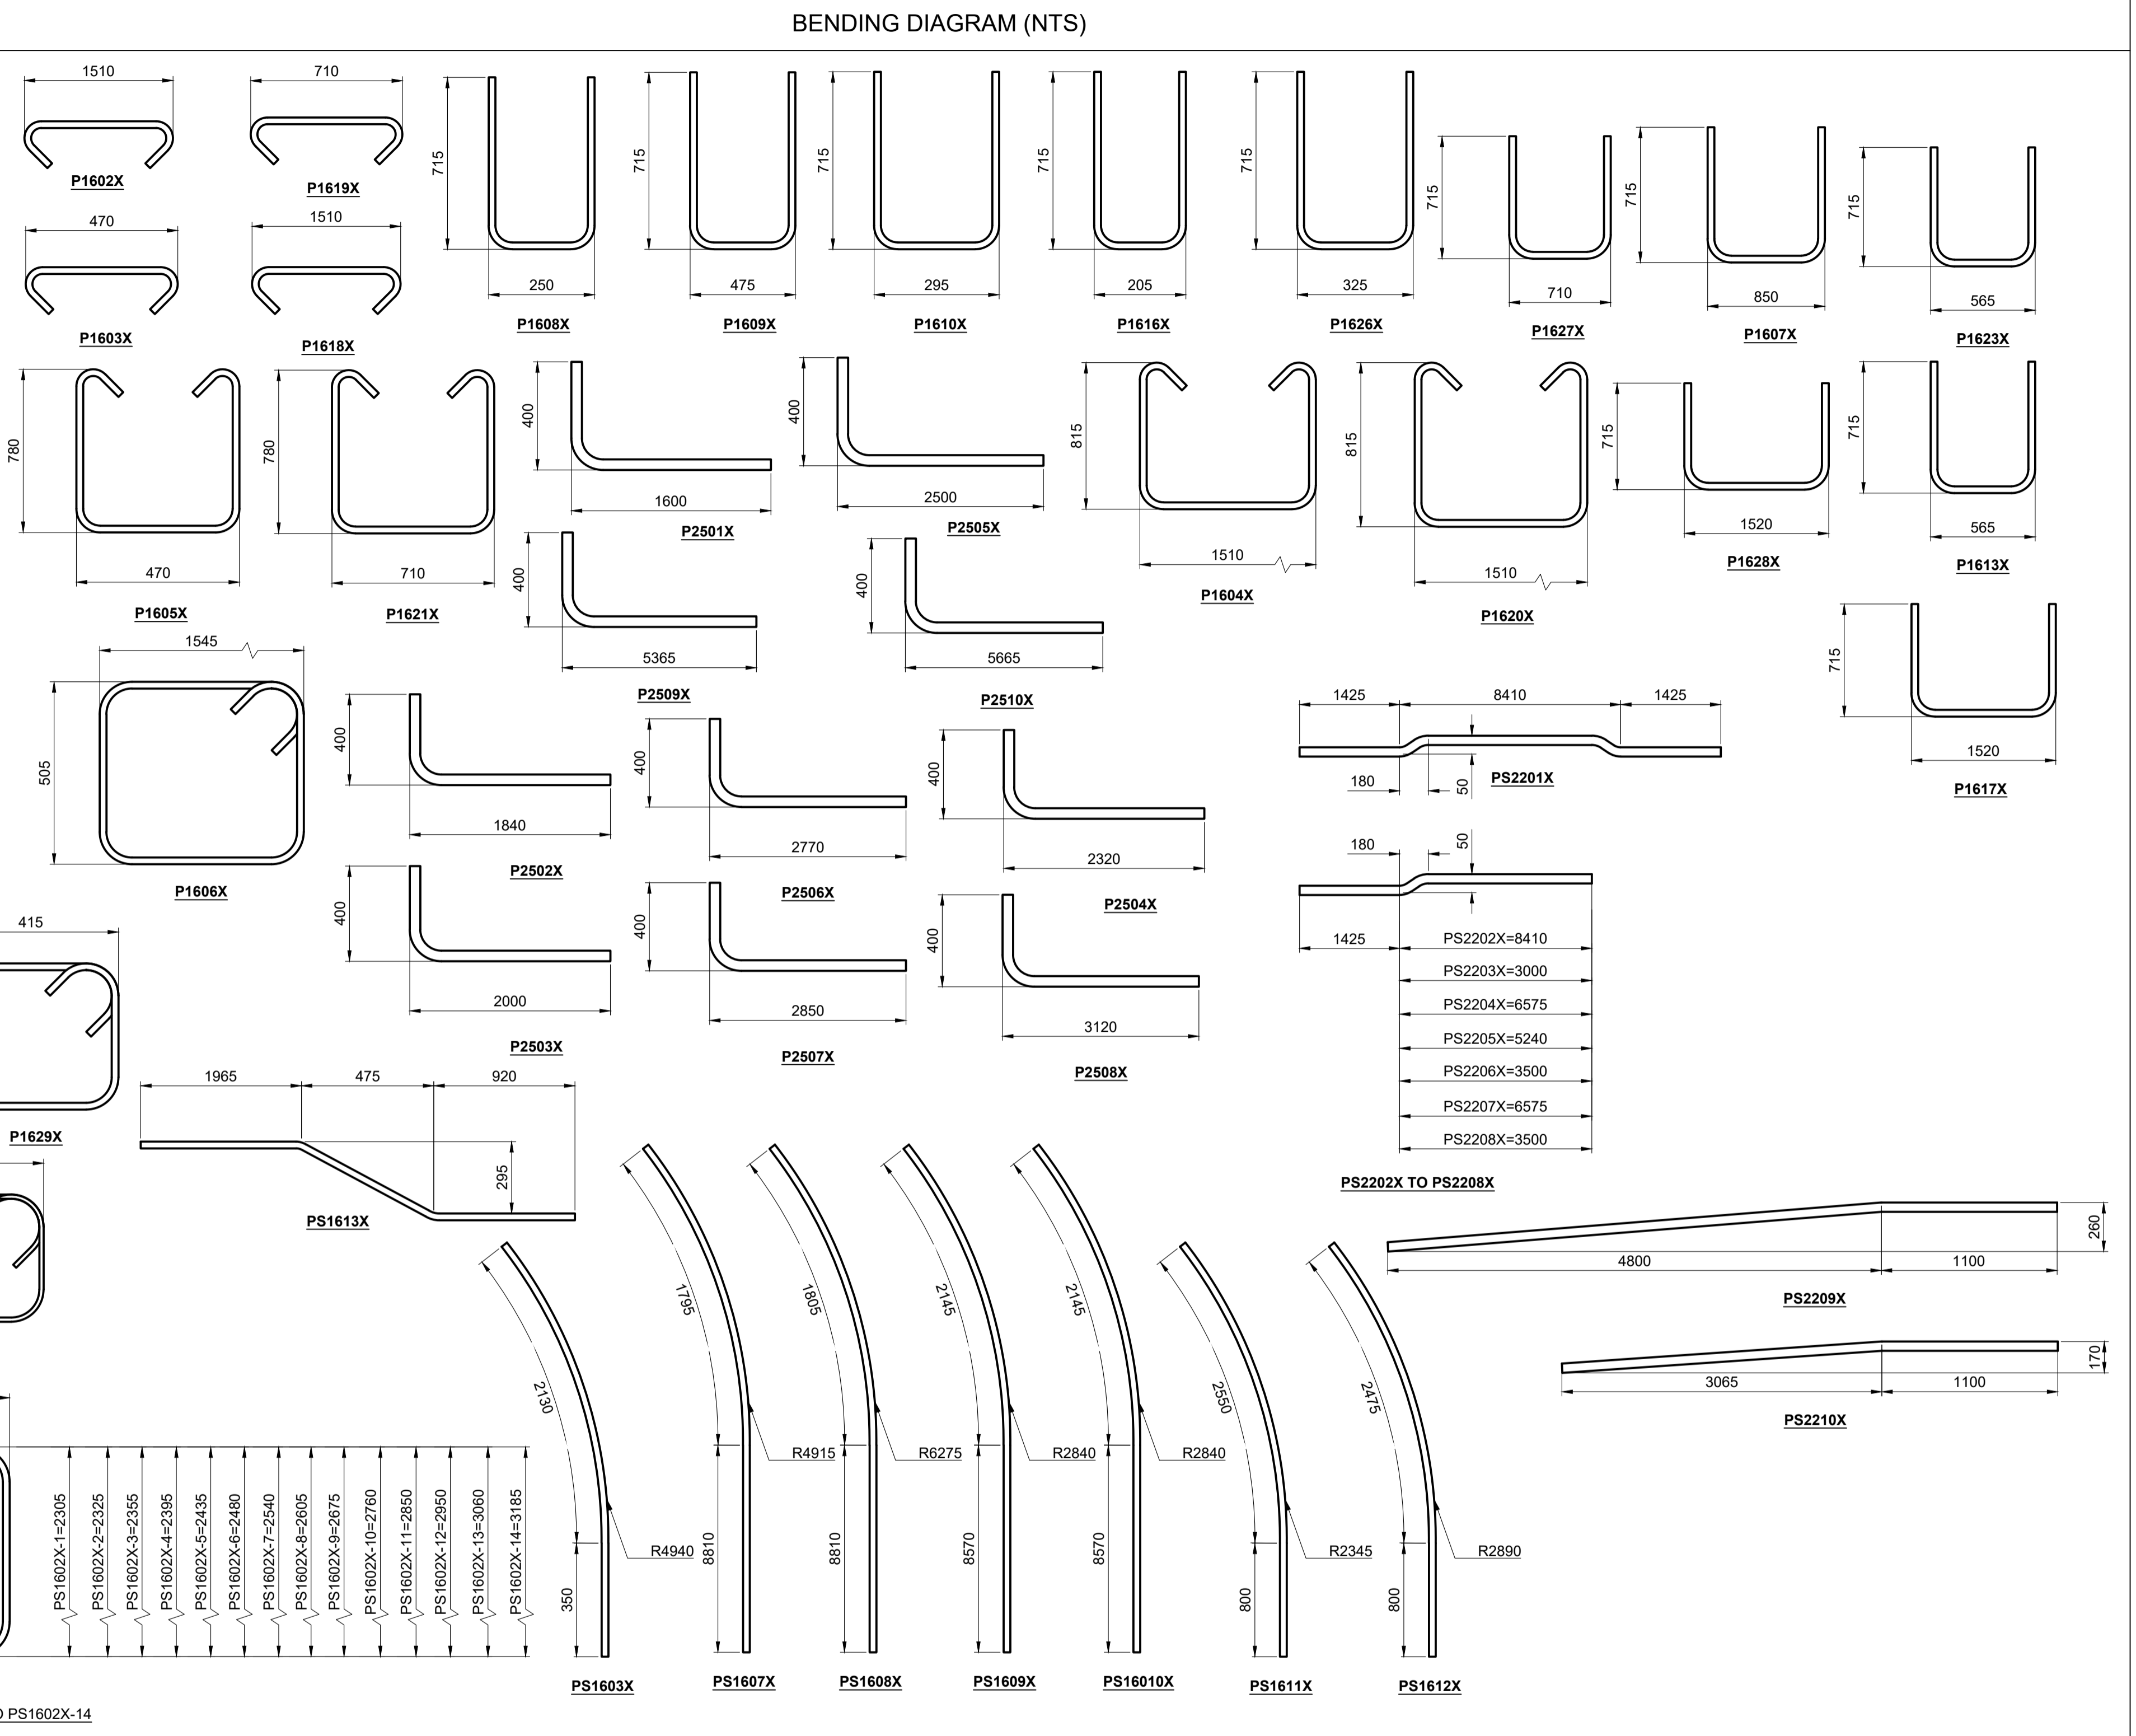 BENDING DIAGRAM (NTS)
1510
P1602X
710
P1619X
470
P1603X
1510
P1618X
715
250
P1608X
715
475
P1609X
715
295
P1610X
715
205
P1616X
715
325
P1626X
715
710
P1627X
715
850
P1607X
715
565
P1623X
780
470
P1605X
780
710
P1621X
400
1600
P2501X
400
2500
P2505X
815
1510
P1604X
815
1510
P1620X
715
1520
P1628X
715
565
P1613X
400
5365
P2509X
400
5665
P2510X
715
1520
P1617X
1545
505
P1606X
400
1840
P2502X
400
2770
P2506X
400
2320
P2504X
1425
8410
1425
180
50
PS2201X
400
2000
P2503X
400
2850
P2507X
400
3120
P2508X
180
50
1425
PS2202X=8410
PS2203X=3000
PS2204X=6575
PS2205X=5240
PS2206X=3500
PS2207X=6575
PS2208X=3500
PS2202X TO PS2208X
415
P1629X
1965
475
920
295
PS1613X
260
4800
1100
PS2209X
170
3065
1100
PS2210X
PS1602X-1=2305
PS1602X-2=2325
PS1602X-3=2355
PS1602X-4=2395
PS1602X-5=2435
PS1602X-6=2480
PS1602X-7=2540
PS1602X-8=2605
PS1602X-9=2675
PS1602X-10=2760
PS1602X-11=2850
PS1602X-12=2950
PS1602X-13=3060
PS1602X-14=3185
PS1602X-14
2130
R4940
350
PS1603X
1795
R4915
8810
PS1607X
1805
R6275
8810
PS1608X
2145
R2840
8570
PS1609X
2145
R2840
8570
PS16010X
2550
R2345
800
PS1611X
2475
R2890
800
PS1612X